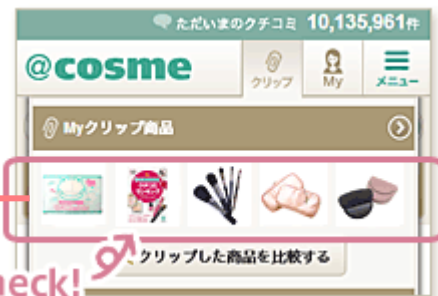 ただいまのクチコミ 10,135,961件
@cosme
クリップ
My
メニュー
Myクリップ商品
クリップした商品を比較する
heck!